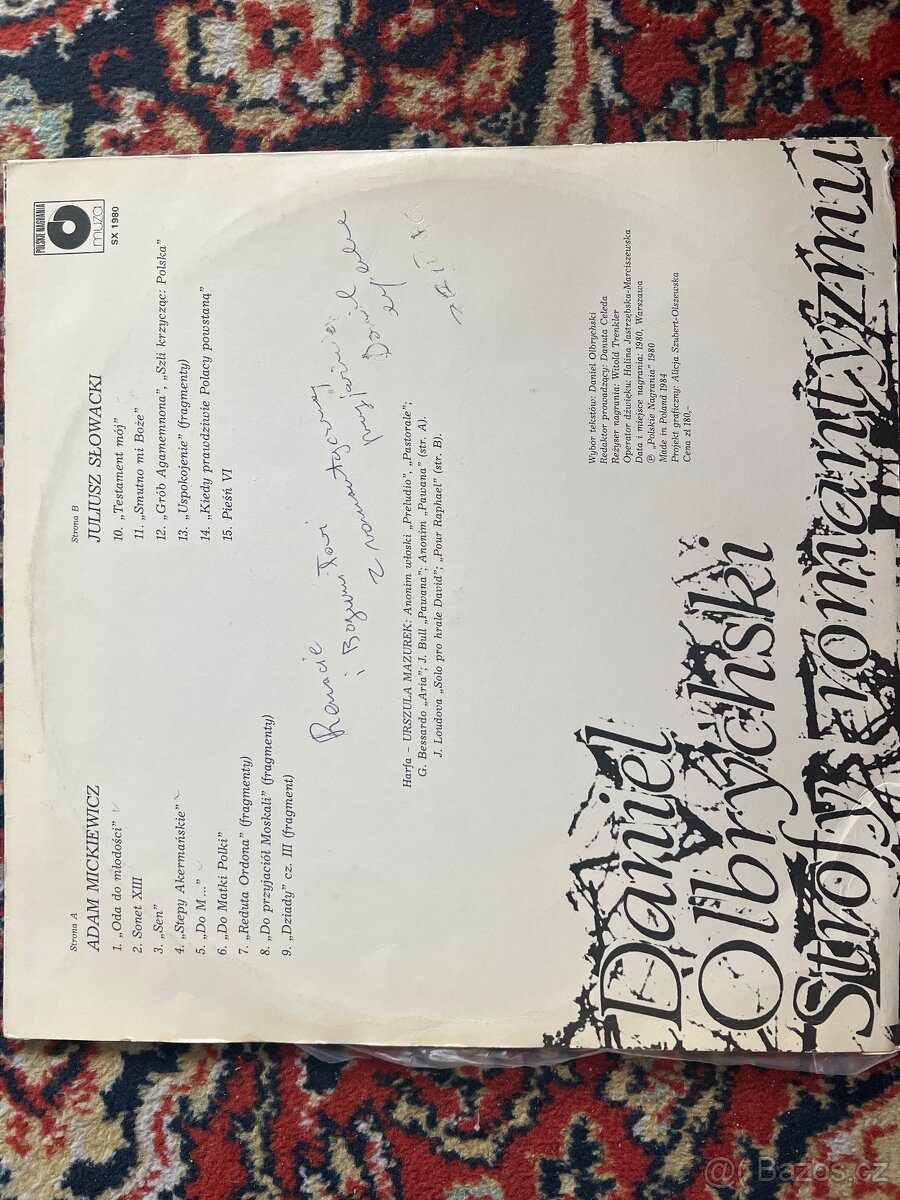 POLSKIE NAGRANIA
muza
SX 1980
Strona A
ADAM MICKIEWICZ
1. „Oda do młodości”
2. Sonet XIII
3. „Sen”
4. „Stepy Akermańskie”
5. „Do M...”
6. „Do Matki Polki”
7. „Reduta Ordona” (fragmenty)
8. „Do przyjaciół Moskali” (fragmenty)
9. „Dziady” cz. III (fragment)
Strona B
JULIUSZ SŁOWACKI
10. „Testament mój”
11. „Smutno mi Boże”
12. „Grób Agamemnona”, „Szli krzycząc: Polska”
13. „Uspokojenie” (fragmenty)
14. „Kiedy prawdziwie Polacy powstaną”
15. Pieśń VI
Renacie
i Bogumiłowi
z romantycznej
przyjaźni
Daniel
Harfa – URSZULA MAZUREK: Anonim włoski „Preludio”, „Pastorale”;
G. Bessardo „Aria”; J. Bull „Pawana”; Anonim „Pawana” (str. A).
J. Loudova „Solo pro hrale David”; „Pour Raphael” (str. B).
Wybór tekstów: Daniel Olbrychski
Redaktor prowadzący: Danuta Celeda
Reżyser nagrania: Witold Trenkler
Operator dźwięku: Halina Jastrzębska-Marciszewska
Data i miejsce nagrania: 1980, Warszawa
℗ „Polskie Nagrania” 1980
Made in Poland 1984
Projekt graficzny: Alicja Szubert-Olszewska
Cena zł 180,–
Daniel
Olbrychski:
Strofy romantyzmu
@ Bazoš.cz